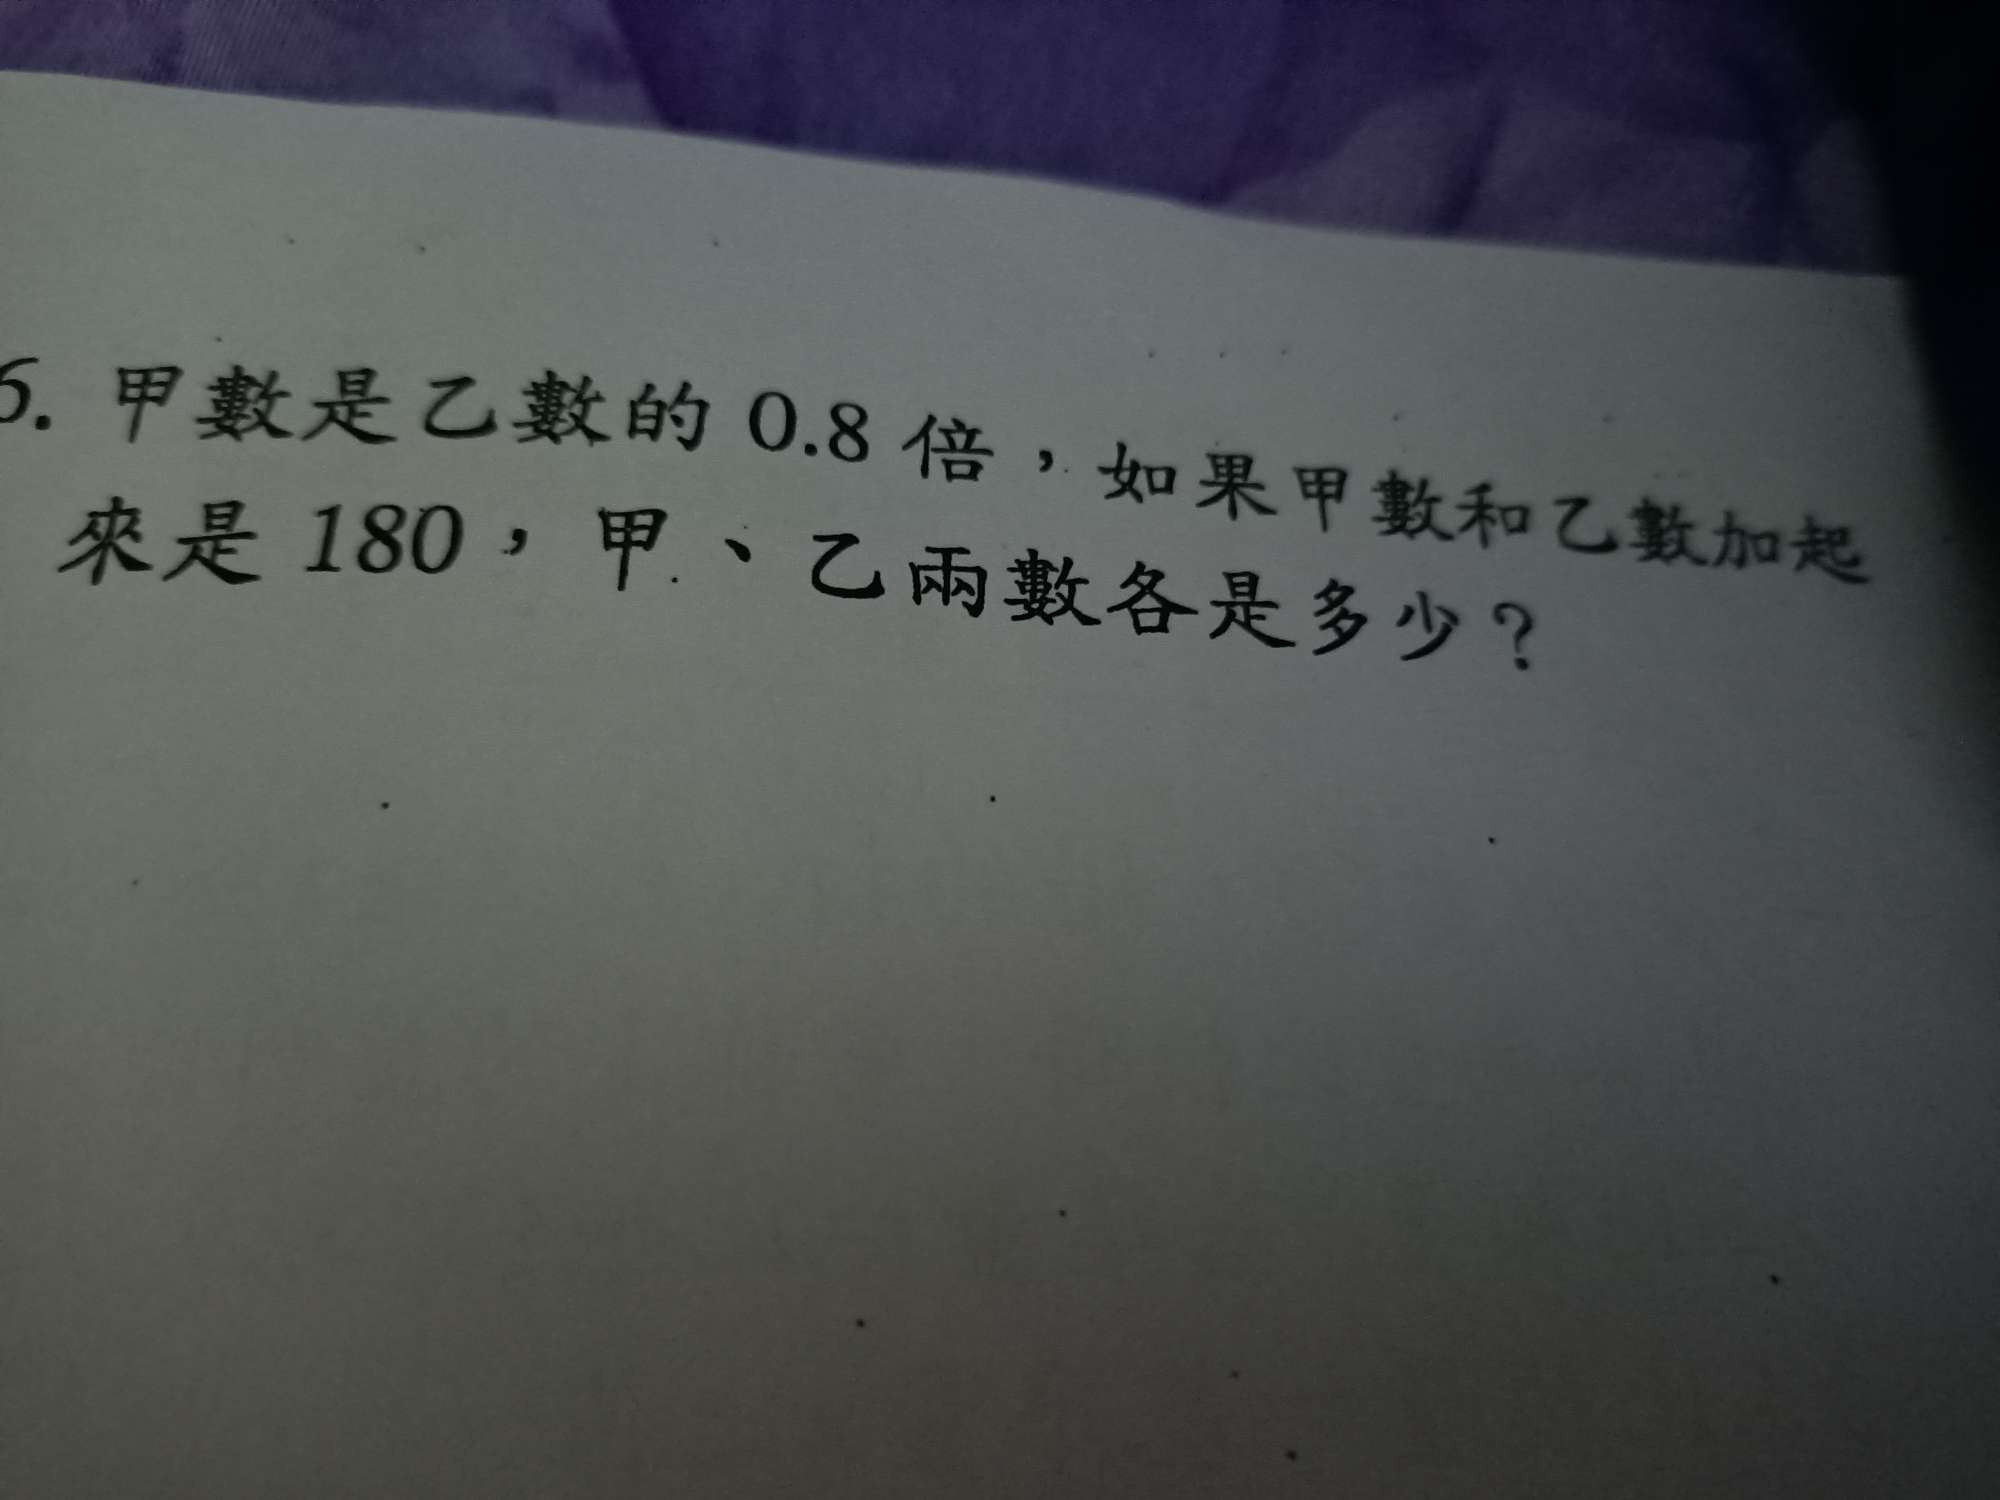 6. 甲數是乙數的 0.8 倍，如果甲數和乙數加起
來是 180，甲、乙兩數各是多少？